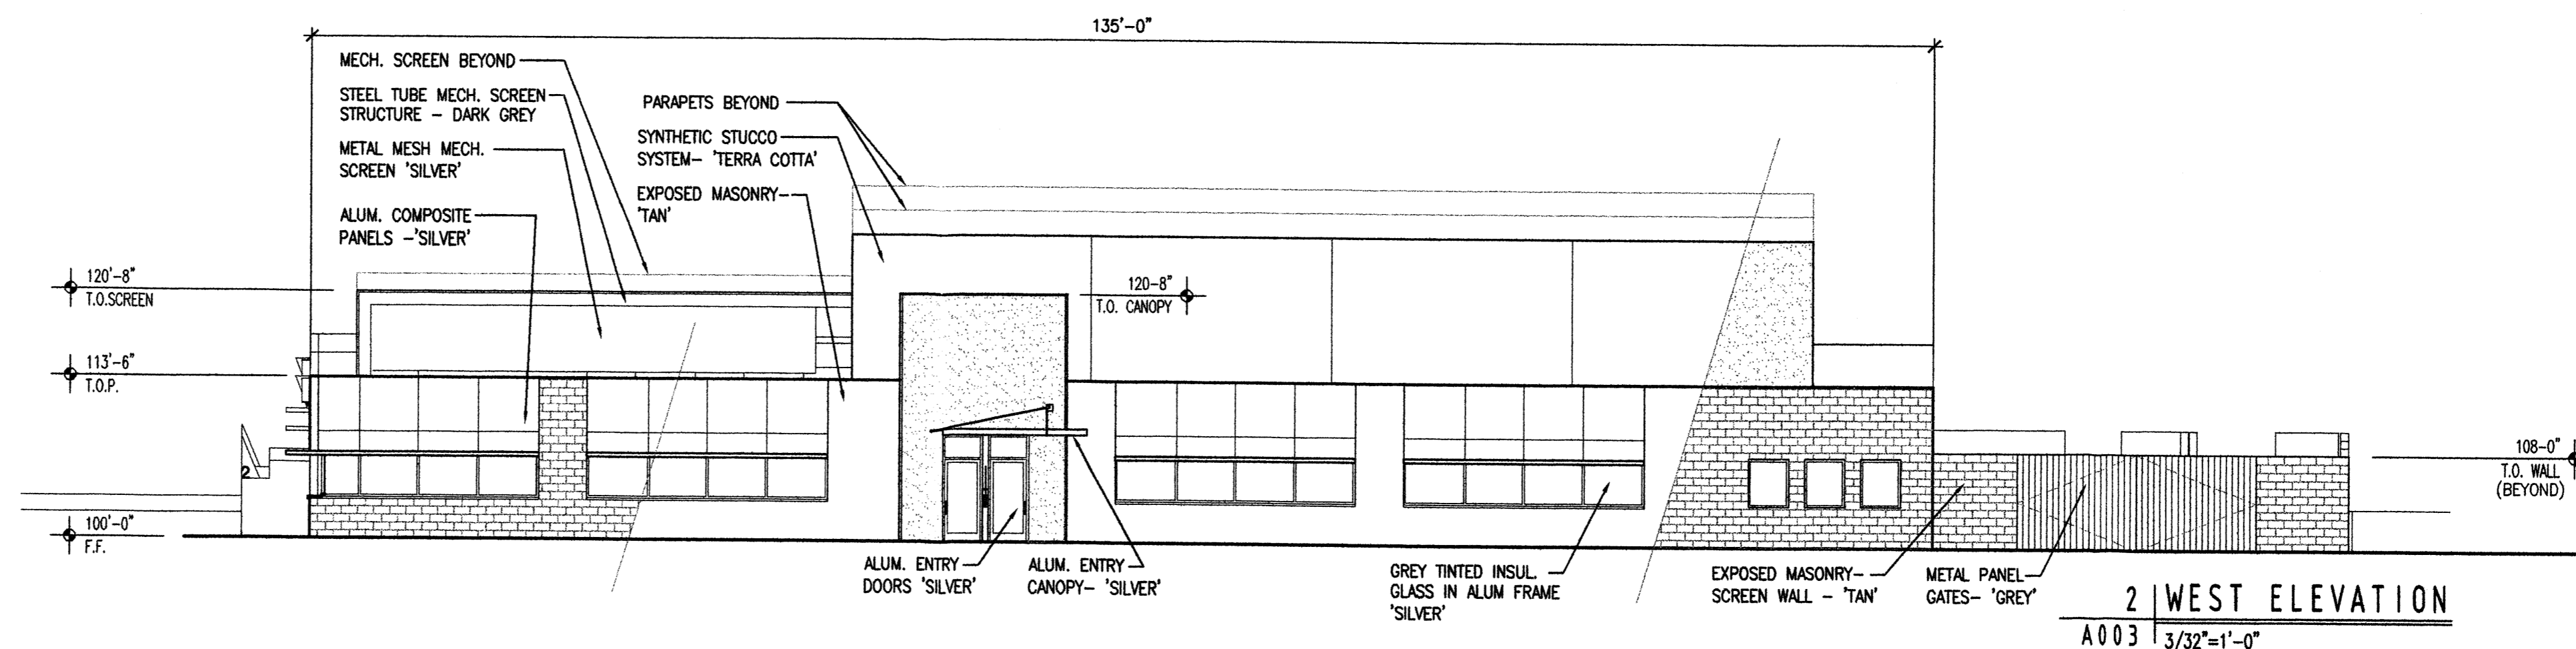 135'-0"
MECH. SCREEN BEYOND
STEEL TUBE MECH. SCREEN
STRUCTURE - DARK GREY
METAL MESH MECH.
SCREEN 'SILVER'
ALUM. COMPOSITE
PANELS -'SILVER'
PARAPETS BEYOND
SYNTHETIC STUCCO
SYSTEM- 'TERRA COTTA'
EXPOSED MASONRY-
'TAN'
120'-8"
T.O.SCREEN
120-8"
T.O. CANOPY
113'-6"
T.O.P.
2
100'-0"
F.F.
108-0"
T.O. WALL
(BEYOND)
ALUM. ENTRY
DOORS 'SILVER'
ALUM. ENTRY
CANOPY- 'SILVER'
GREY TINTED INSUL.
GLASS IN ALUM FRAME
'SILVER'
EXPOSED MASONRY-
SCREEN WALL - 'TAN'
METAL PANEL
GATES- 'GREY'
2 WEST ELEVATION
A003 3/32"=1'-0"